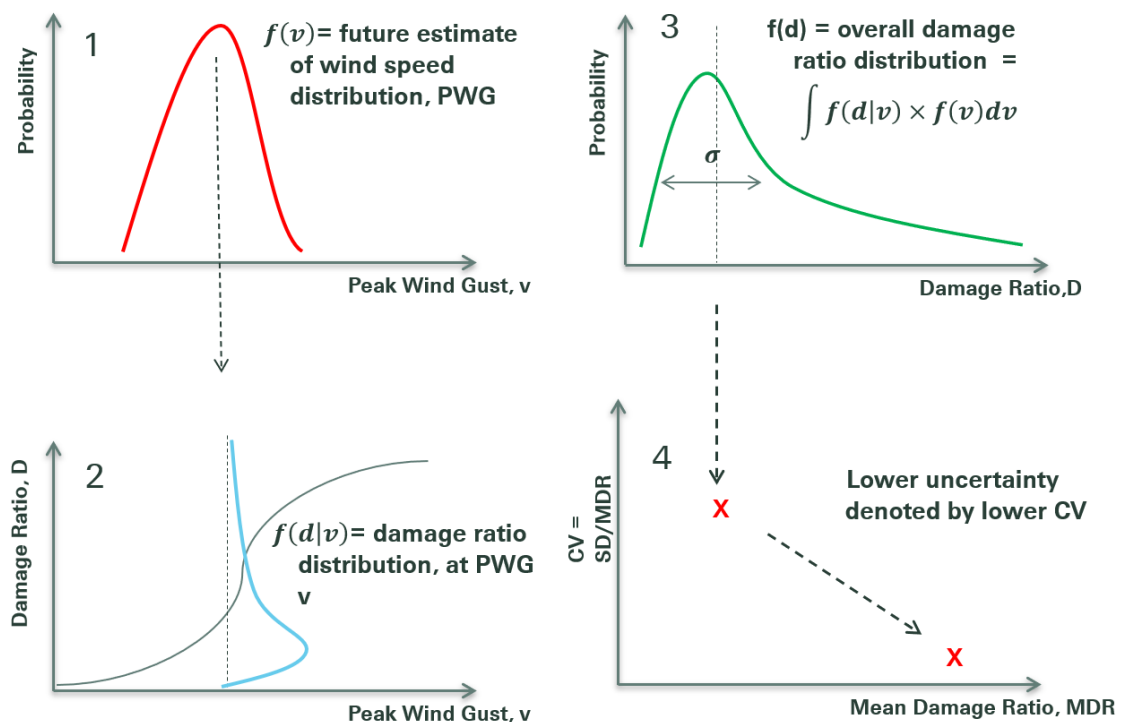 1
f(v)= future estimate
of wind speed
distribution, PWG
Probability
Peak Wind Gust, v
2
f(d|v)= damage ratio
distribution, at PWG
v
Damage Ratio, D
Peak Wind Gust, v
3
f(d) = overall damage
ratio distribution =
∫ f(d|v) × f(v)dv
σ
Probability
Damage Ratio,D
4
Lower uncertainty
denoted by lower CV
CV =
SD/MDR
X
X
Mean Damage Ratio, MDR